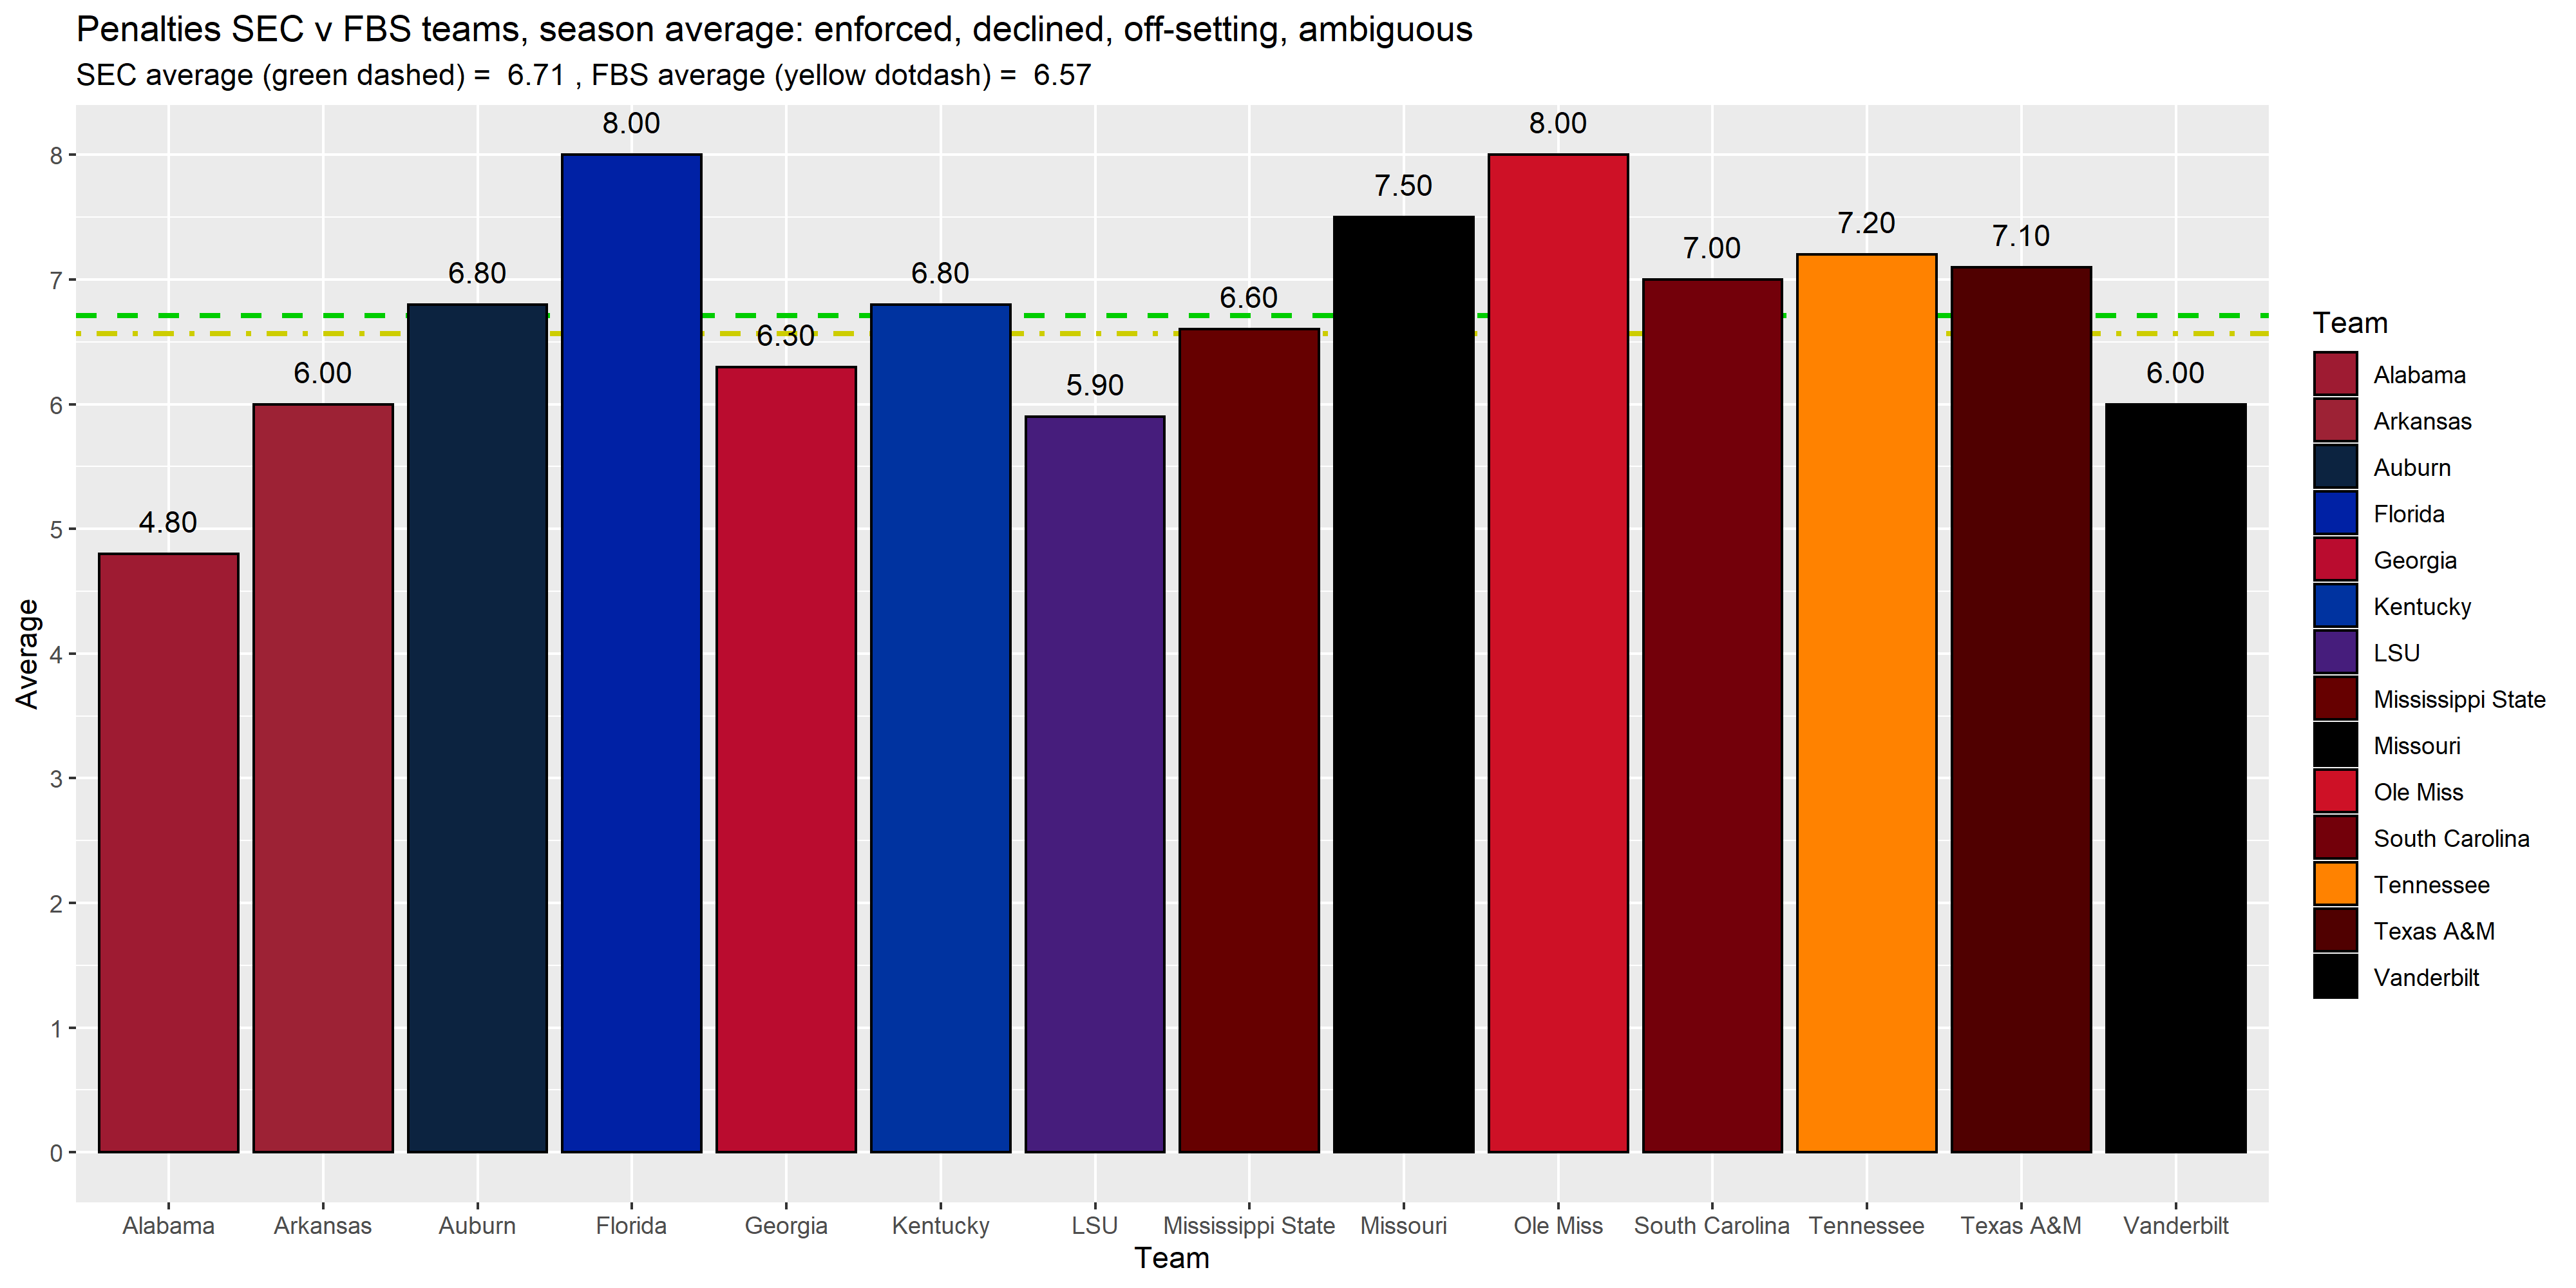 Penalties SEC v FBS teams, season average: enforced, declined, off-setting, ambiguous
SEC average (green dashed) =  6.71 , FBS average (yellow dotdash) =  6.57
Average
8
7
6
5
4
3
2
1
0
4.80
6.00
6.80
8.00
6.30
6.80
5.90
6.60
7.50
8.00
7.00
7.20
7.10
6.00
Alabama Arkansas Auburn Florida Georgia Kentucky LSU Mississippi State Missouri Ole Miss South Carolina Tennessee Texas A&M Vanderbilt
Team
Team
Alabama
Arkansas
Auburn
Florida
Georgia
Kentucky
LSU
Mississippi State
Missouri
Ole Miss
South Carolina
Tennessee
Texas A&M
Vanderbilt